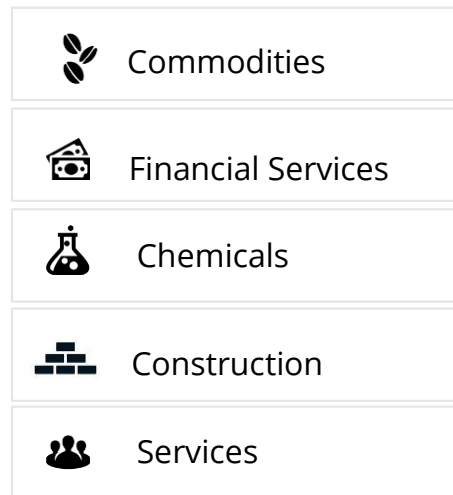 Commodities
Financial Services
Chemicals
Construction
Services